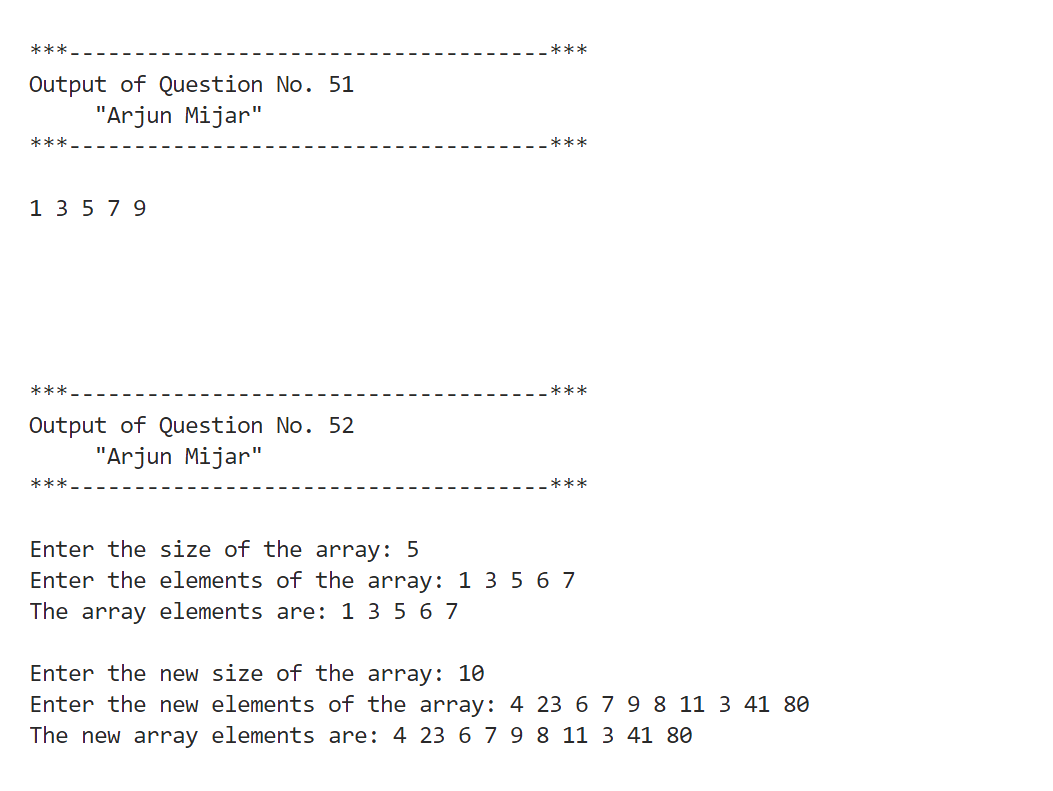 ***-------------------------------------***
Output of Question No. 51
     "Arjun Mijar"
***-------------------------------------***
1 3 5 7 9
***-------------------------------------***
Output of Question No. 52
     "Arjun Mijar"
***-------------------------------------***
Enter the size of the array: 5
Enter the elements of the array: 1 3 5 6 7
The array elements are: 1 3 5 6 7
Enter the new size of the array: 10
Enter the new elements of the array: 4 23 6 7 9 8 11 3 41 80
The new array elements are: 4 23 6 7 9 8 11 3 41 80